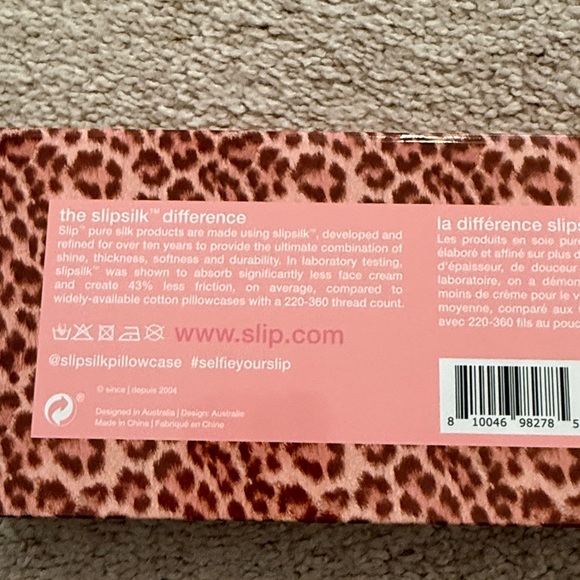 the slipsilk™ difference
Slip™ pure silk products are made using slipsilk™, developed and
refined for over ten years to provide the ultimate combination of
shine, thickness, softness and durability. In laboratory testing,
slipsilk™ was shown to absorb significantly less face cream
and create 43% less friction, on average, compared to
widely-available cotton pillowcases with a 220-360 thread count.
www.slip.com
@slipsilkpillowcase #selfieyourslip
© since | depuis 2004
Designed in Australia | Design: Australie
Made in China | Fabriqué en Chine
la différence slips
Les produits en soie pure
élaboré et affiné sur plus d
d'épaisseur, de douceur
laboratoire, on a démon
moins de crème pour le v
moyenne, comparé aux
avec 220-360 fils au pouc
8 10046 98278 5